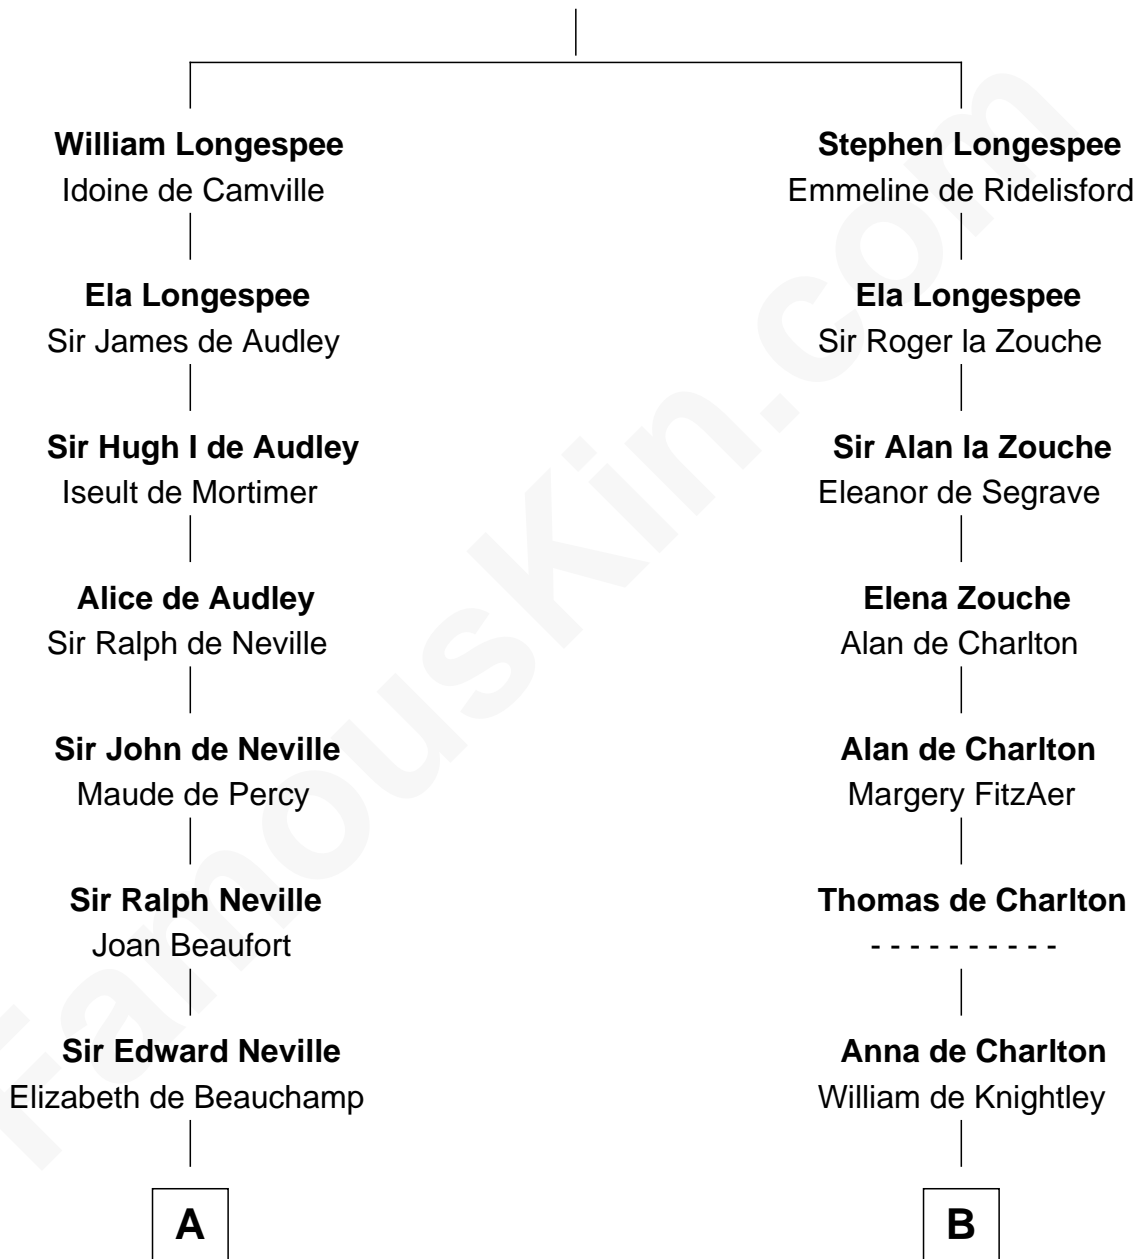 William Longespee
Idoine de Camville
Ela Longespee
Sir James de Audley
Sir Hugh I de Audley
Iseult de Mortimer
Alice de Audley
Sir Ralph de Neville
Sir John de Neville
Maude de Percy
Sir Ralph Neville
Joan Beaufort
Sir Edward Neville
Elizabeth de Beauchamp
A
Stephen Longespee
Emmeline de Ridelisford
Ela Longespee
Sir Roger la Zouche
Sir Alan la Zouche
Eleanor de Segrave
Elena Zouche
Alan de Charlton
Alan de Charlton
Margery FitzAer
Thomas de Charlton
- - - - - - - - - -
Anna de Charlton
William de Knightley
B
FamousKin.com